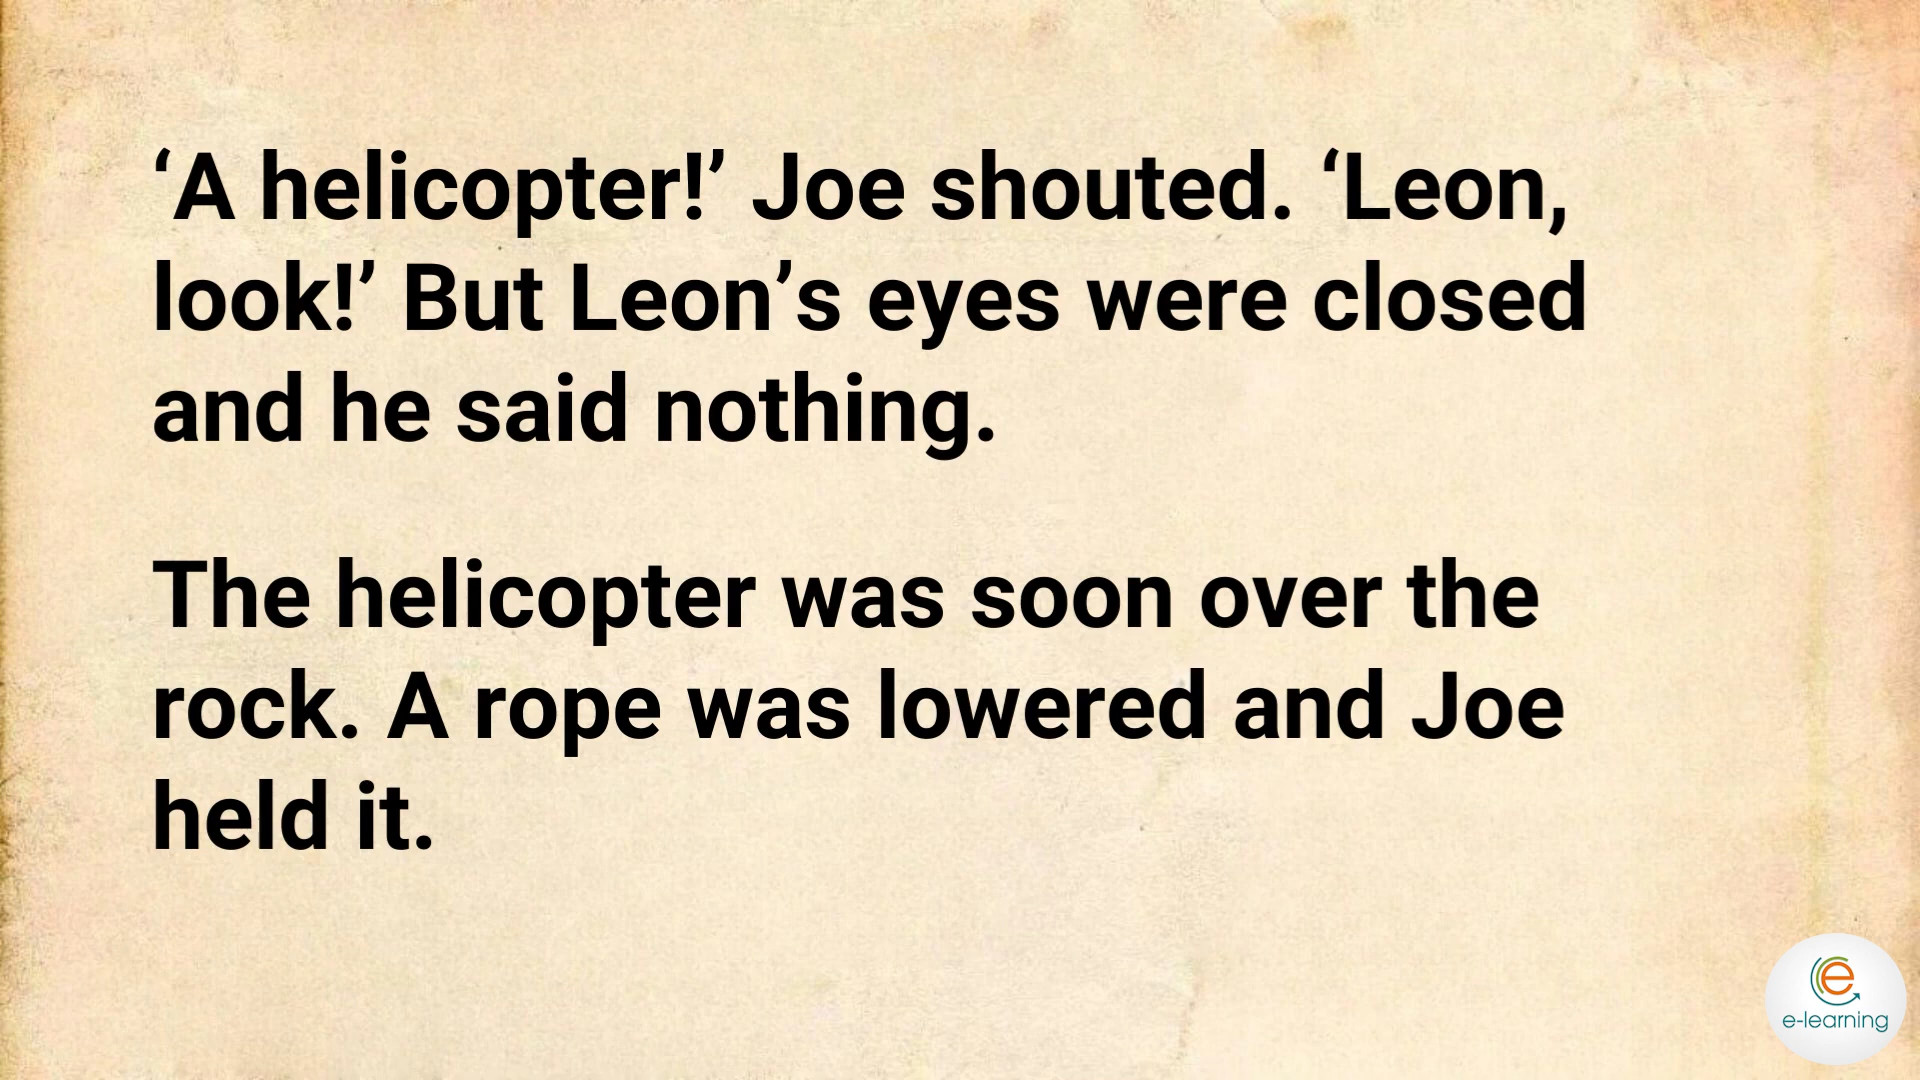 ‘A helicopter!’ Joe shouted. ‘Leon,
look!’ But Leon’s eyes were closed
and he said nothing.
The helicopter was soon over the
rock. A rope was lowered and Joe
held it.
e
e-learning